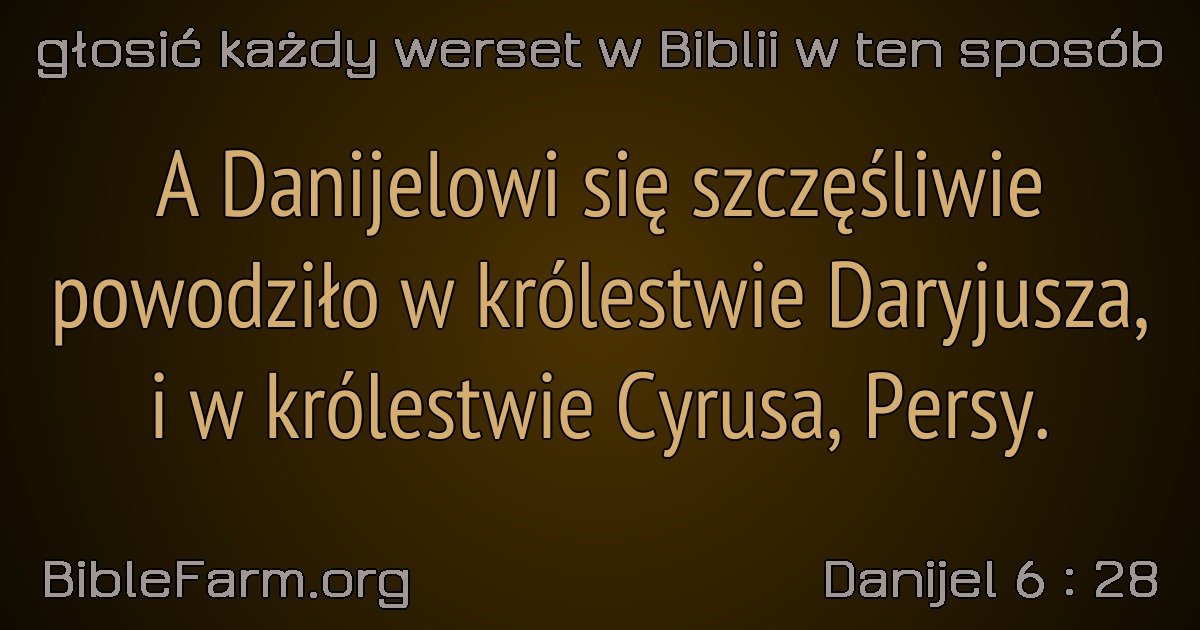 głosić każdy werset w Biblii w ten sposób
A Danijelowi się szczęśliwie
powodziło w królestwie Daryjusza,
i w królestwie Cyrusa, Persy.
BibleFarm.org
Danijel 6 : 28